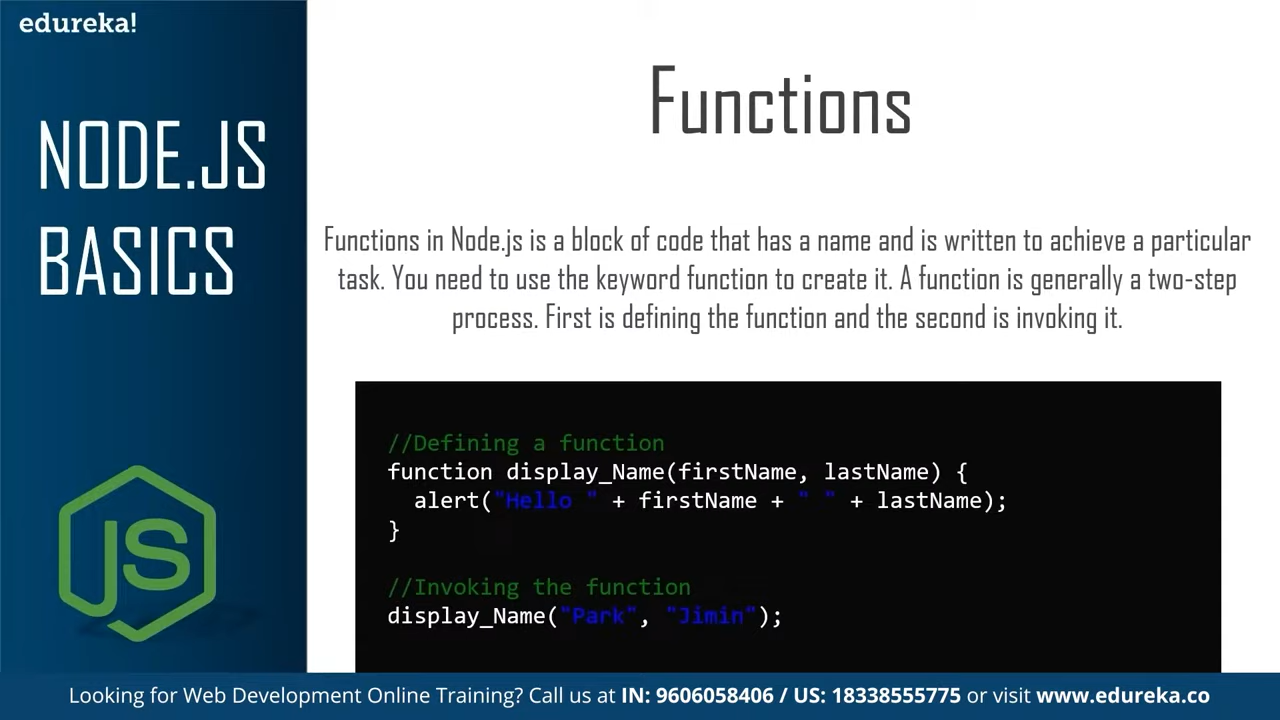 edureka!
NODE.JS
BASICS
JS
Functions
Functions in Node.js is a block of code that has a name and is written to achieve a particular
task. You need to use the keyword function to create it. A function is generally a two-step
process. First is defining the function and the second is invoking it.
//Defining a function
function display_Name(firstName, lastName) {
  alert("Hello " + firstName + " " + lastName);
}
//Invoking the function
display_Name("Park", "Jimin");
Looking for Web Development Online Training? Call us at IN: 9606058406 / US: 18338555775 or visit www.edureka.co